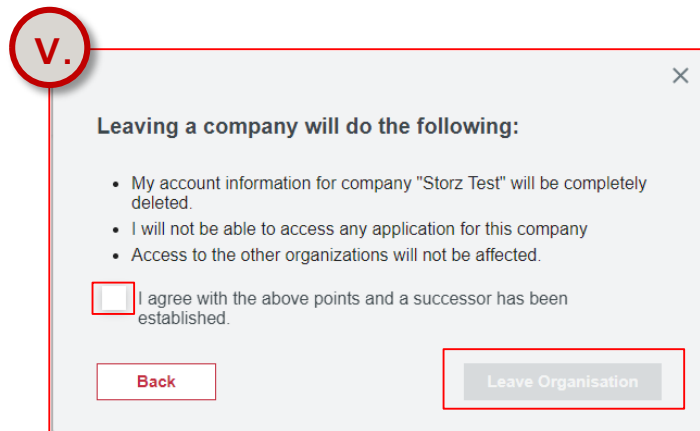 V.
Leaving a company will do the following:
• My account information for company "Storz Test" will be completely
deleted.
• I will not be able to access any application for this company
• Access to the other organizations will not be affected.
I agree with the above points and a successor has been
established.
Back
Leave Organisation